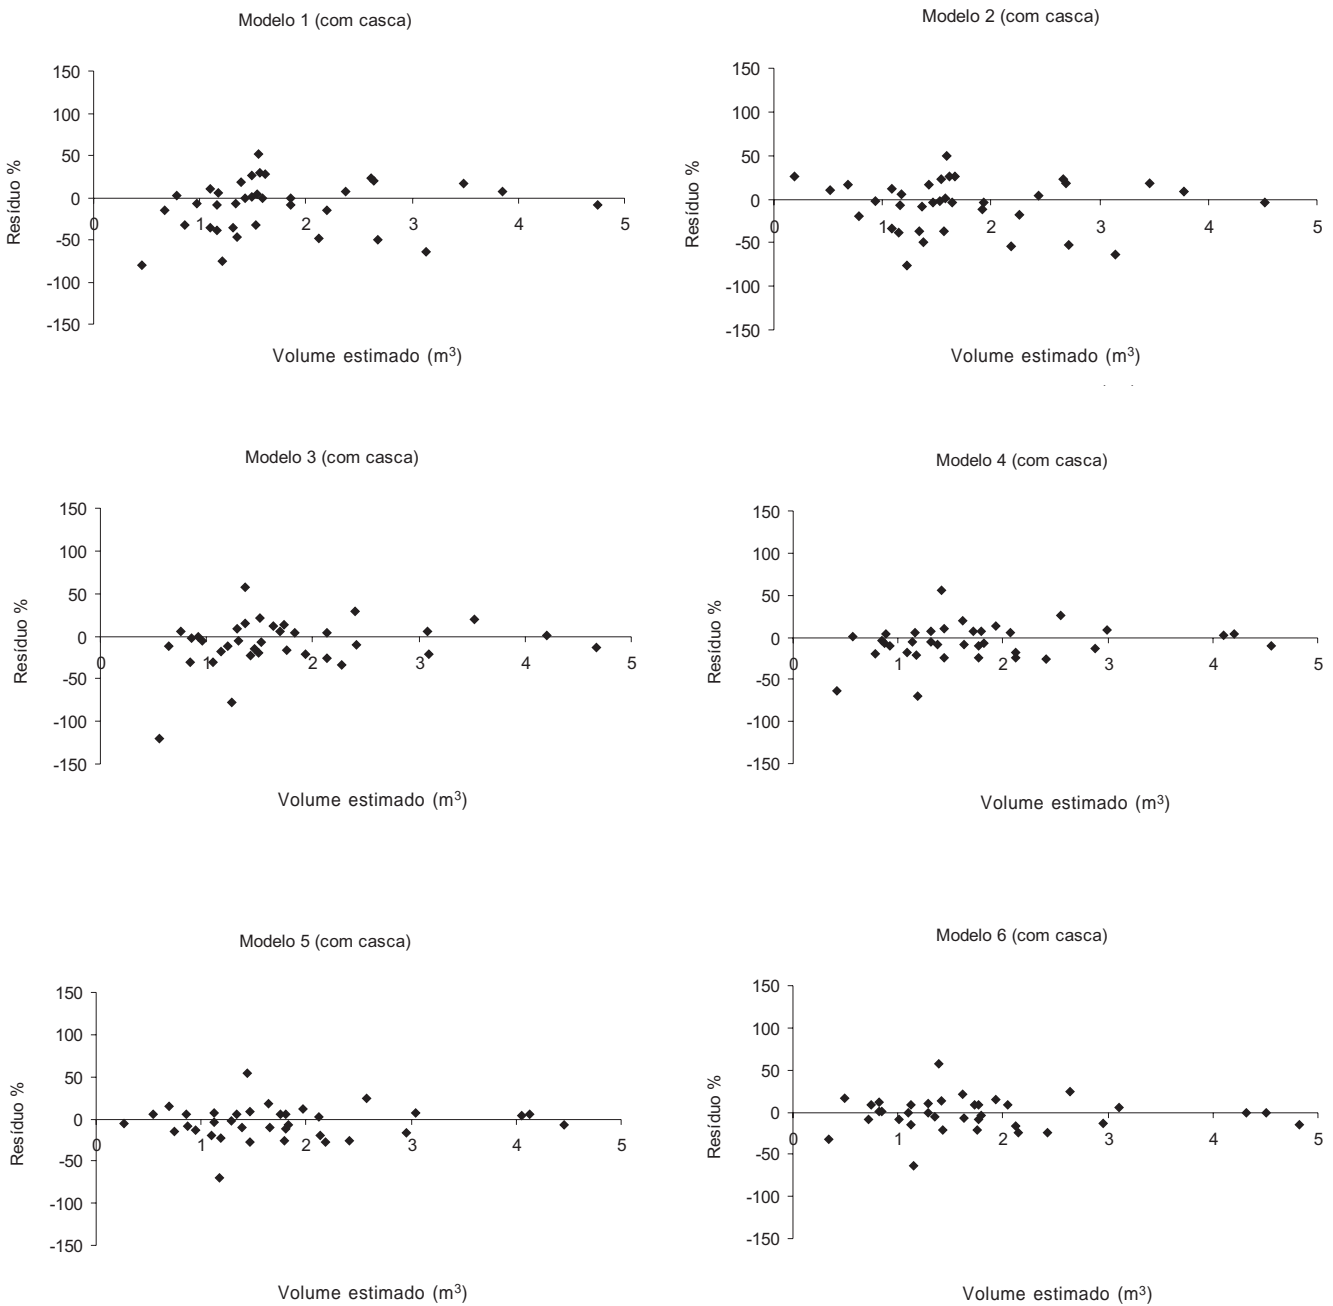 Modelo 1 (com casca)
150
100
50
0
-50
-100
-150
0 1 2 3 4 5
Resíduo %
Volume estimado (m³)
Modelo 2 (com casca)
150
100
50
0
-50
-100
-150
0 1 2 3 4 5
Resíduo %
Volume estimado (m³)
Modelo 3 (com casca)
150
100
50
0
-50
-100
-150
0 1 2 3 4 5
Resíduo %
Volume estimado (m³)
Modelo 4 (com casca)
150
100
50
0
-50
-100
-150
0 1 2 3 4 5
Resíduo %
Volume estimado (m³)
Modelo 5 (com casca)
150
100
50
0
-50
-100
-150
0 1 2 3 4 5
Resíduo %
Volume estimado (m³)
Modelo 6 (com casca)
150
100
50
0
-50
-100
-150
0 1 2 3 4 5
Resíduo %
Volume estimado (m³)